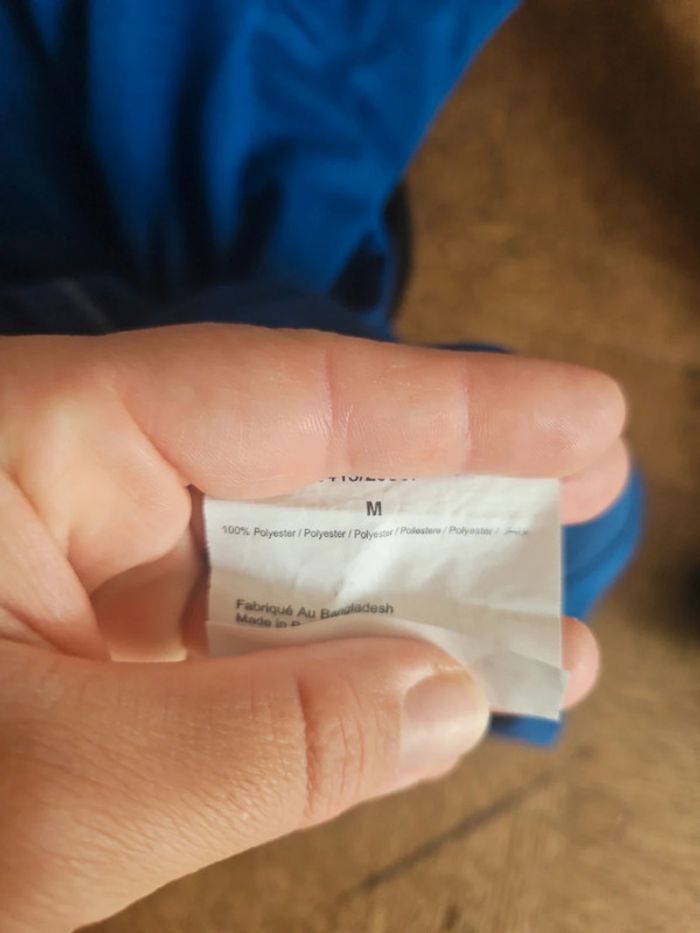 M
100% Polyester / Polyester / Polyester / Poliestere / Polyester /
Fabriqué Au Bangladesh
Made in